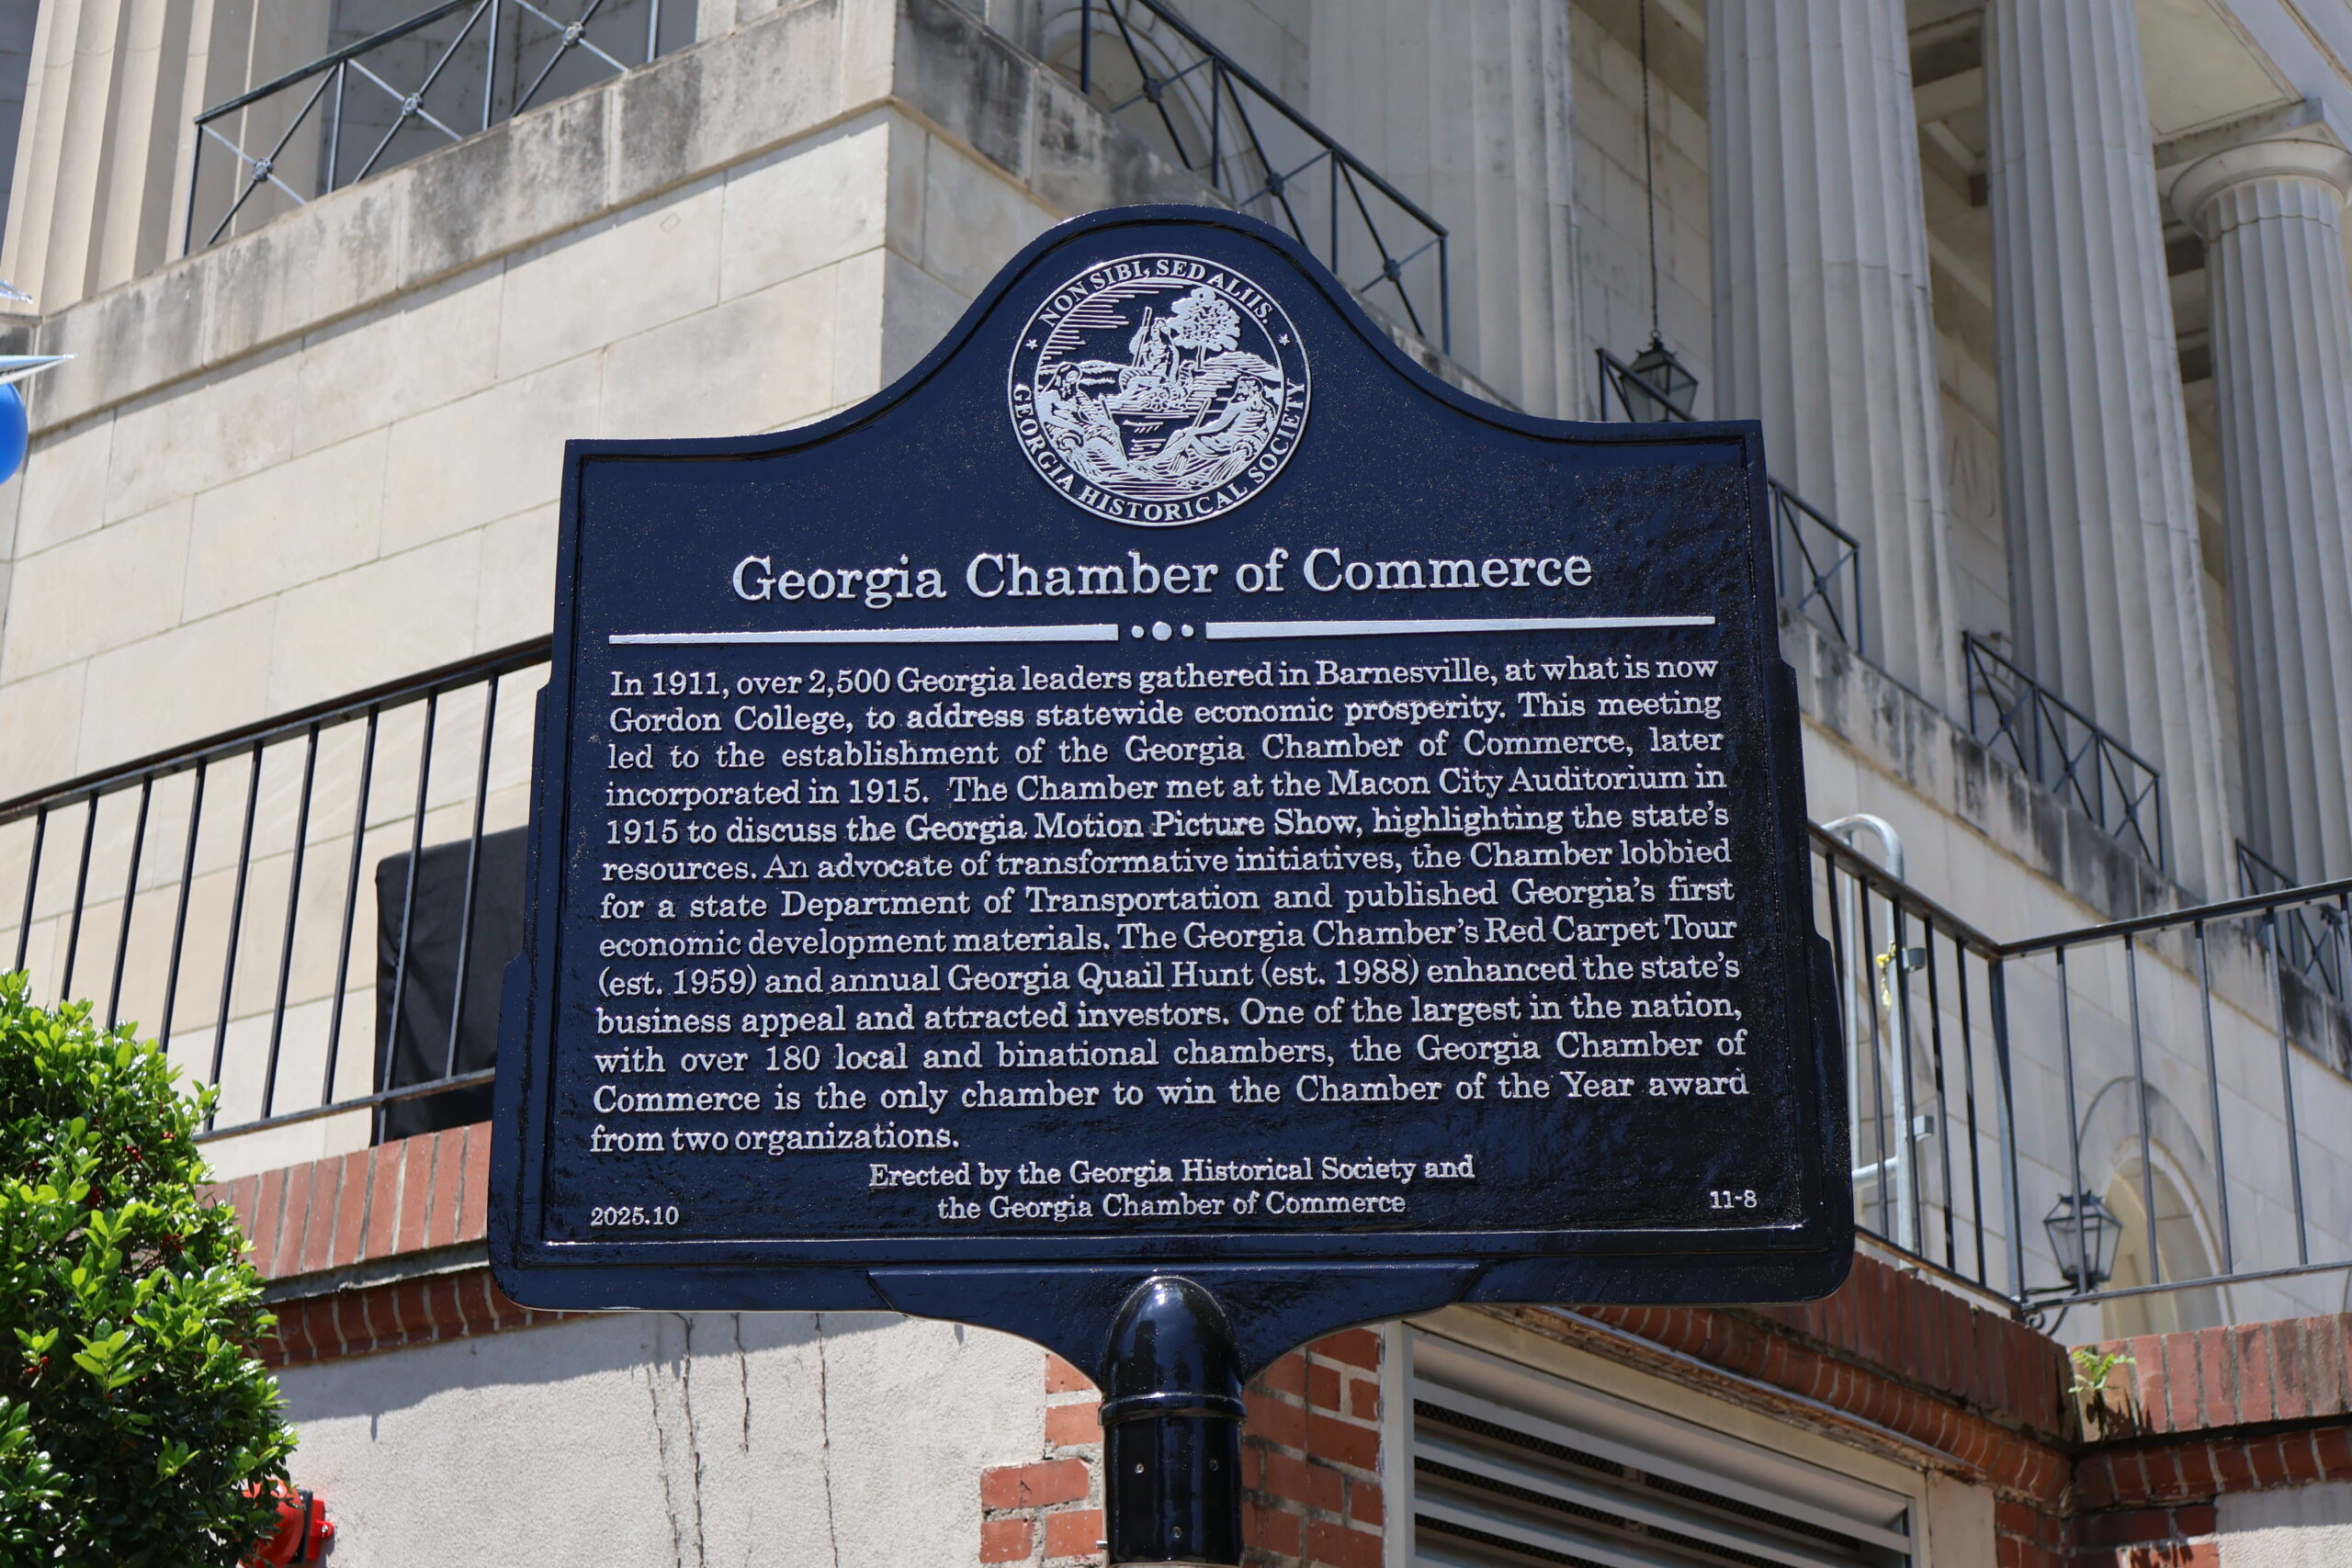 NON SIBI, SED ALIIS.
GEORGIA HISTORICAL SOCIETY
Georgia Chamber of Commerce
In 1911, over 2,500 Georgia leaders gathered in Barnesville, at what is now
Gordon College, to address statewide economic prosperity. This meeting
led to the establishment of the Georgia Chamber of Commerce, later
incorporated in 1915. The Chamber met at the Macon City Auditorium in
1915 to discuss the Georgia Motion Picture Show, highlighting the state's
resources. An advocate of transformative initiatives, the Chamber lobbied
for a state Department of Transportation and published Georgia's first
economic development materials. The Georgia Chamber's Red Carpet Tour
(est. 1959) and annual Georgia Quail Hunt (est. 1988) enhanced the state's
business appeal and attracted investors. One of the largest in the nation,
with over 180 local and binational chambers, the Georgia Chamber of
Commerce is the only chamber to win the Chamber of the Year award
from two organizations.
Erected by the Georgia Historical Society and
the Georgia Chamber of Commerce
2025.10
11-8